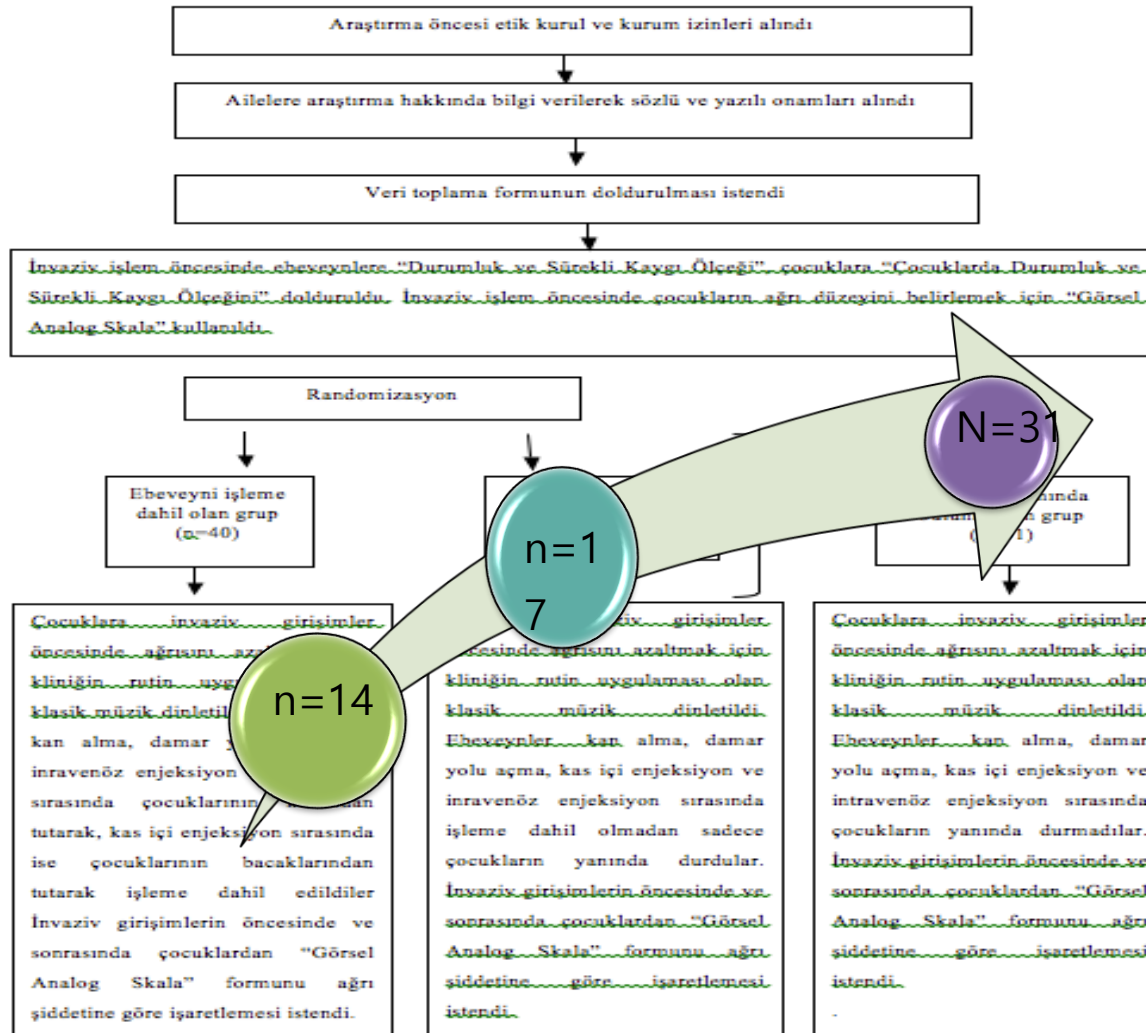 Araştırma öncesi etik kurul ve kurum izinleri alındı
Ailelere araştırma hakkında bilgi verilerek sözlü ve yazılı onamları alındı
Veri toplama formunun doldurulması istendi
İnvaziv işlem öncesinde ebeveynlere “Durumluk ve Sürekli Kaygı Ölçeği”, çocuklara “Çocuklarda Durumluk ve
Sürekli Kaygı Ölçeğini” dolduruldu. İnvaziv işlem öncesinde çocukların ağrı düzeyini belirlemek için “Görsel
Analog Skala” kullanıldı.
Randomizasyon
N=31
Ebeveyni işleme
dahil olan grup
(n=40)
n=1
7
grup
Çocuklara invaziv girişimler
öncesinde ağrısını
kliniğin rutin
klasik müzik
kan alma, damar
inravenöz enjeksiyon
sırasında çocuklarının
tutarak, kas içi enjeksiyon sırasında
ise çocuklarının bacaklarından
tutarak işleme dahil edildiler
İnvaziv girişimlerin öncesinde ve
sonrasında çocuklardan “Görsel
Analog Skala” formunu ağrı
şiddetine göre işaretlemesi istendi.
n=14
girişimler
ağrısını azaltmak için
kliniğin rutin uygulaması olan
klasik müzik dinletildi.
Ebeveynler kan alma, damar
yolu açma, kas içi enjeksiyon ve
inravenöz enjeksiyon sırasında
işleme dahil olmadan sadece
çocukların yanında durdular.
İnvaziv girişimlerin öncesinde ve
sonrasında çocuklardan “Görsel
Analog Skala” formunu ağrı
şiddetine göre işaretlemesi
istendi.
Çocuklara invaziv girişimler
öncesinde ağrısını azaltmak için
kliniğin rutin uygulaması olan
klasik müzik dinletildi.
Ebeveynler kan alma, damar
yolu açma, kas içi enjeksiyon ve
intravenöz enjeksiyon sırasında
çocukların yanında durmadılar.
İnvaziv girişimlerin öncesinde ve
sonrasında çocuklardan “Görsel
Analog Skala” formunu ağrı
şiddetine göre işaretlemesi
istendi.
.